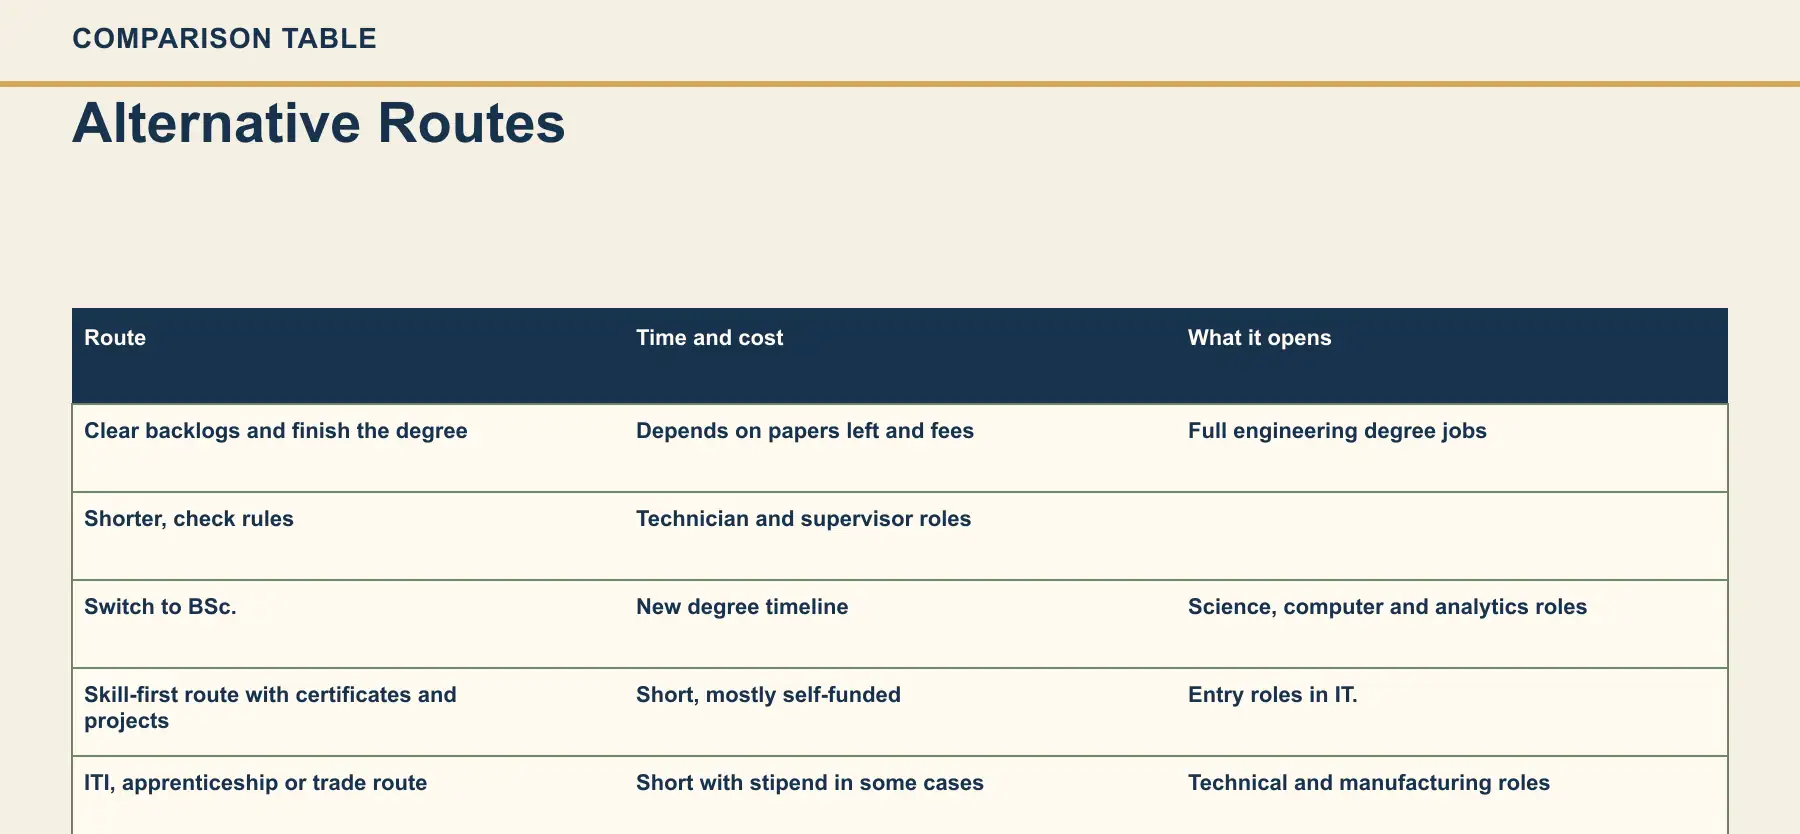 COMPARISON TABLE
Alternative Routes
Route Time and cost What it opens
Clear backlogs and finish the degree Depends on papers left and fees Full engineering degree jobs
Shorter, check rules Technician and supervisor roles
Switch to BSc. New degree timeline Science, computer and analytics roles
Skill-first route with certificates and Short, mostly self-funded Entry roles in IT.
projects
ITI, apprenticeship or trade route Short with stipend in some cases Technical and manufacturing roles